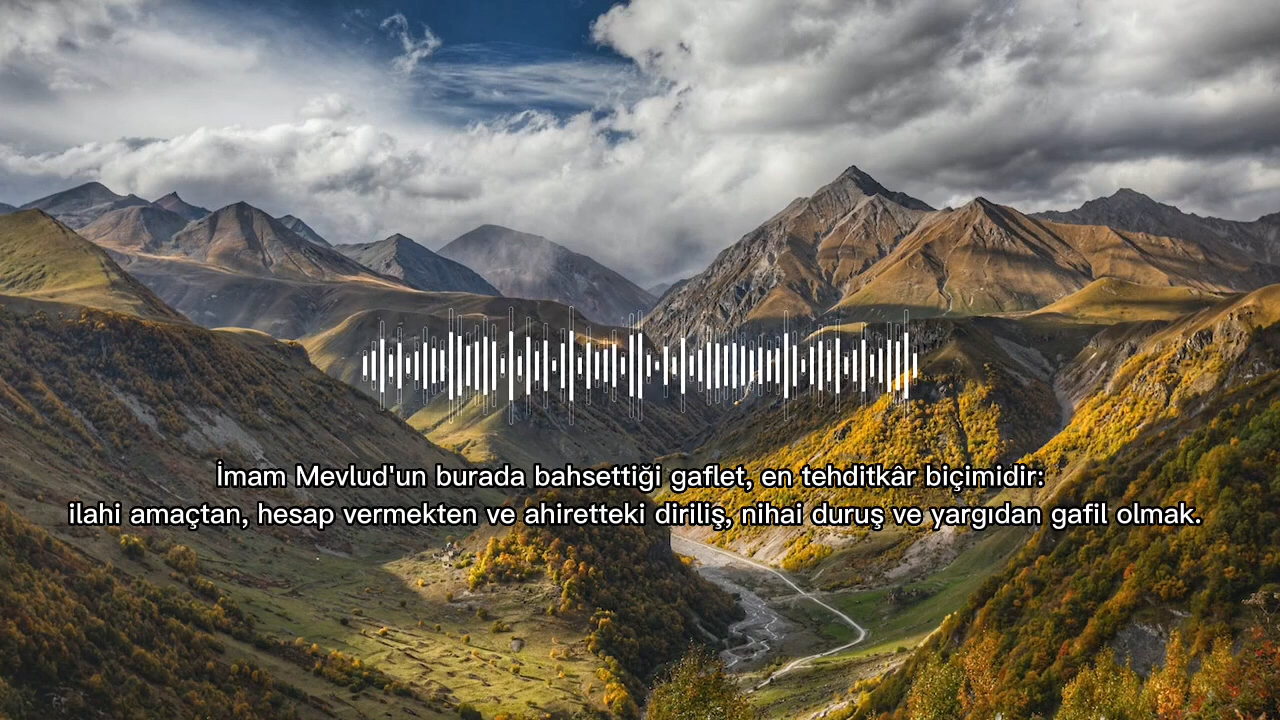 İmam Mevlud'un burada bahsettiği gaflet, en tehditkâr biçimidir:
ilahi amaçtan, hesap vermekten ve ahiretteki diriliş, nihai duruş ve yargıdan gafil olmak.